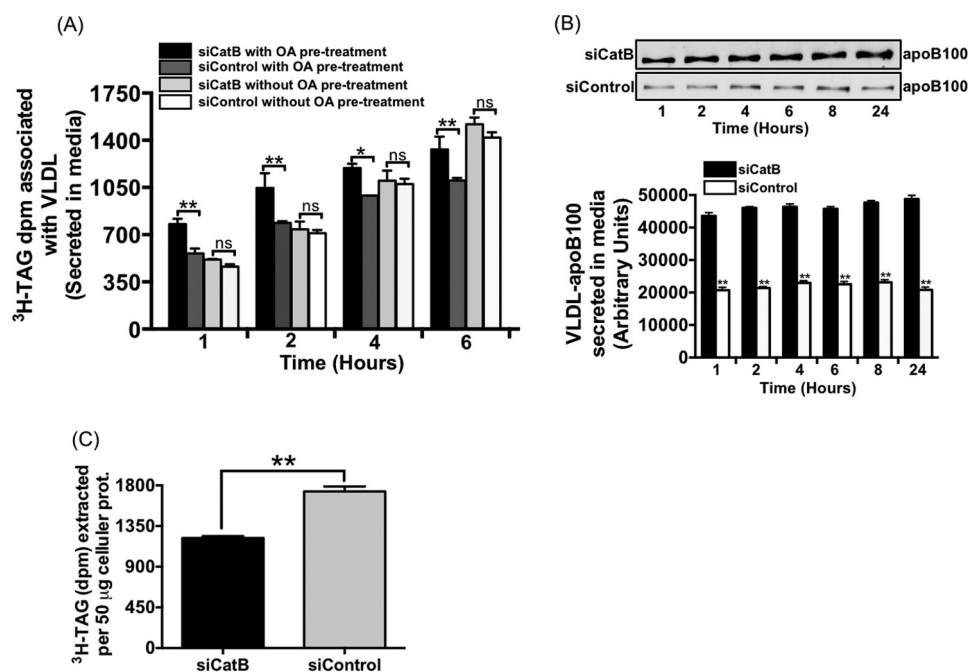 (A)
siCatB with OA pre-treatment
siControl with OA pre-treatment
siCatB without OA pre-treatment
siControl without OA pre-treatment
³H-TAG dpm associated
with VLDL
(Secreted in media)
1750
1400
1050
700
350
0
** ns
** ns
* ns
** ns
1 2 4 6
Time (Hours)
(B)
siCatB apoB100
siControl apoB100
1 2 4 6 8 24
Time (Hours)
siCatB
siControl
VLDL-apoB100
secreted in media
(Arbitrary Units)
50000
40000
30000
20000
10000
0
** ** ** ** ** **
1 2 4 6 8 24
Time (Hours)
(C)
³H-TAG (dpm) extracted
per 50 μg celluler prot.
1800
1350
900
450
0
**
siCatB siControl